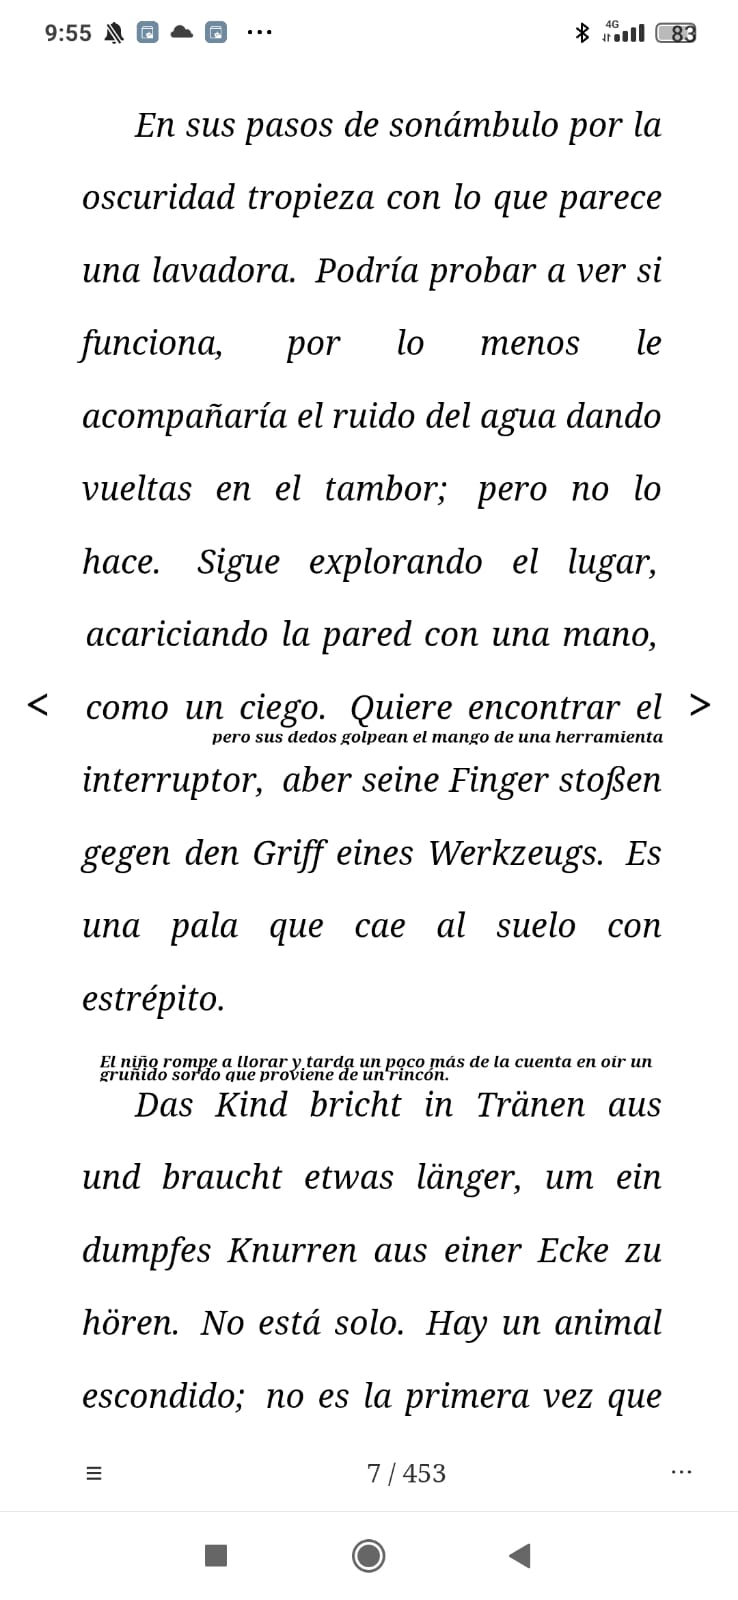 9:55 ... 4G 83
En sus pasos de sonámbulo por la
oscuridad tropieza con lo que parece
una lavadora. Podría probar a ver si
funciona, por lo menos le
acompañaría el ruido del agua dando
vueltas en el tambor; pero no lo
hace. Sigue explorando el lugar,
acariciando la pared con una mano,
< como un ciego. Quiere encontrar el >
pero sus dedos golpean el mango de una herramienta
interruptor, aber seine Finger stoßen
gegen den Griff eines Werkzeugs. Es
una pala que cae al suelo con
estrépito.
El niño rompe a llorar y tarda un poco más de la cuenta en oír un
gruñido sordo que proviene de un rincón.
Das Kind bricht in Tränen aus
und braucht etwas länger, um ein
dumpfes Knurren aus einer Ecke zu
hören. No está solo. Hay un animal
escondido; no es la primera vez que
≡ 7 / 453 ...